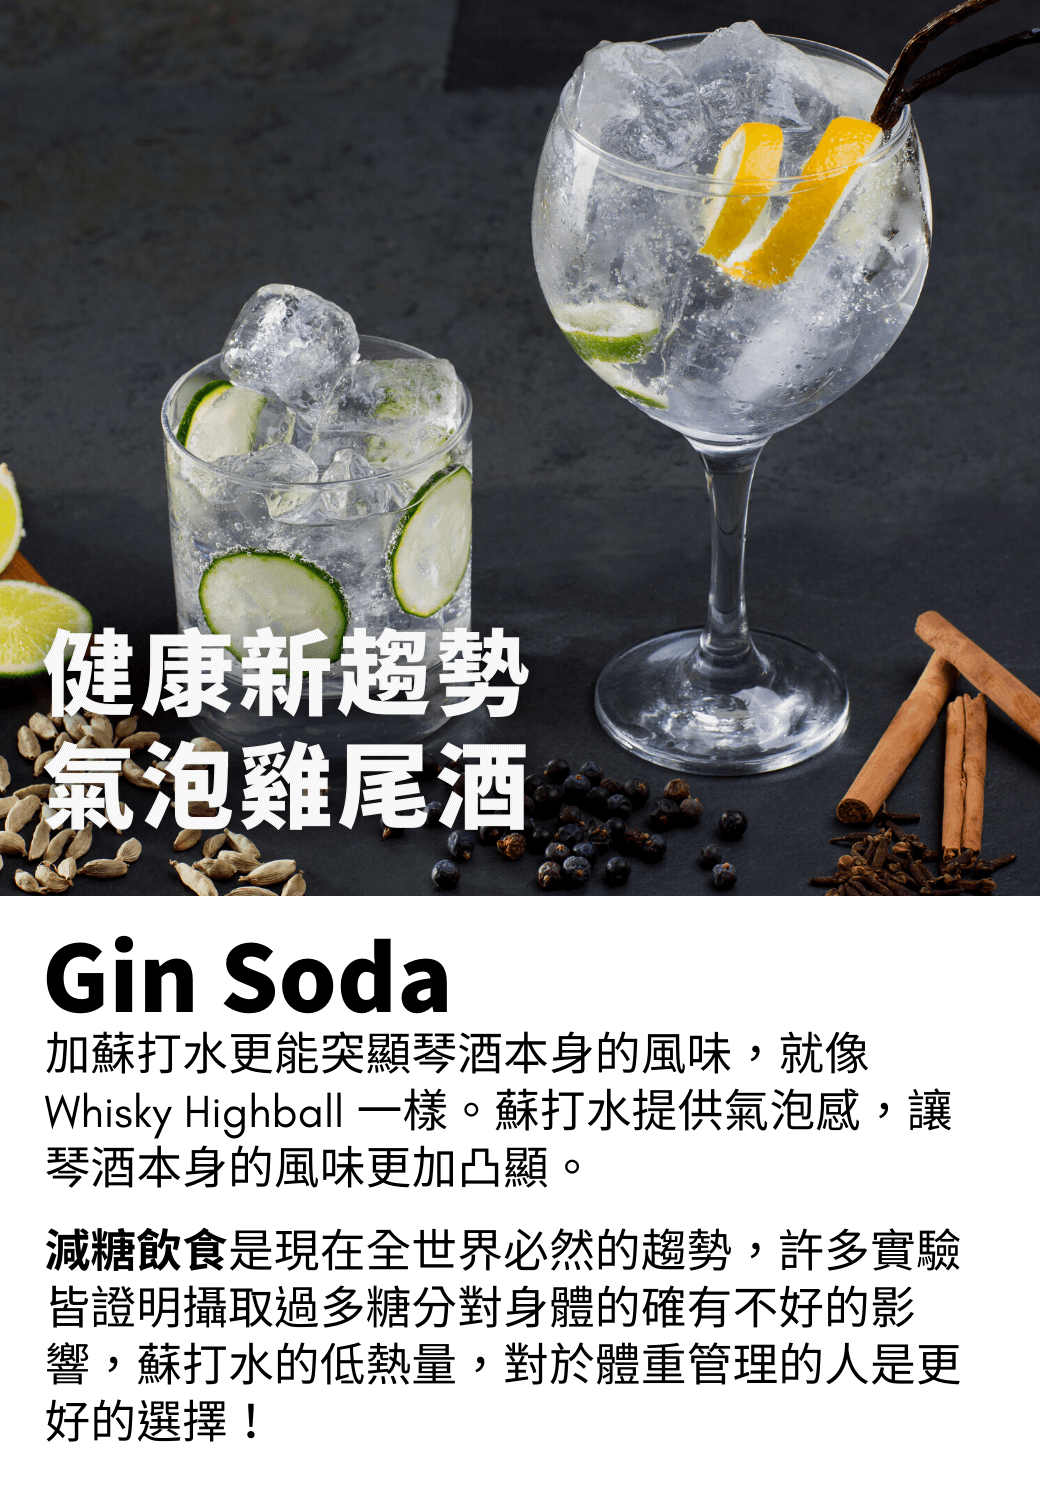 健康新趨勢
氣泡雞尾酒
Gin Soda
加蘇打水更能突顯琴酒本身的風味，就像
Whisky Highball 一樣。蘇打水提供氣泡感，讓
琴酒本身的風味更加凸顯。
減糖飲食是現在全世界必然的趨勢，許多實驗
皆證明攝取過多糖分對身體的確有不好的影
響，蘇打水的低熱量，對於體重管理的人是更
好的選擇！